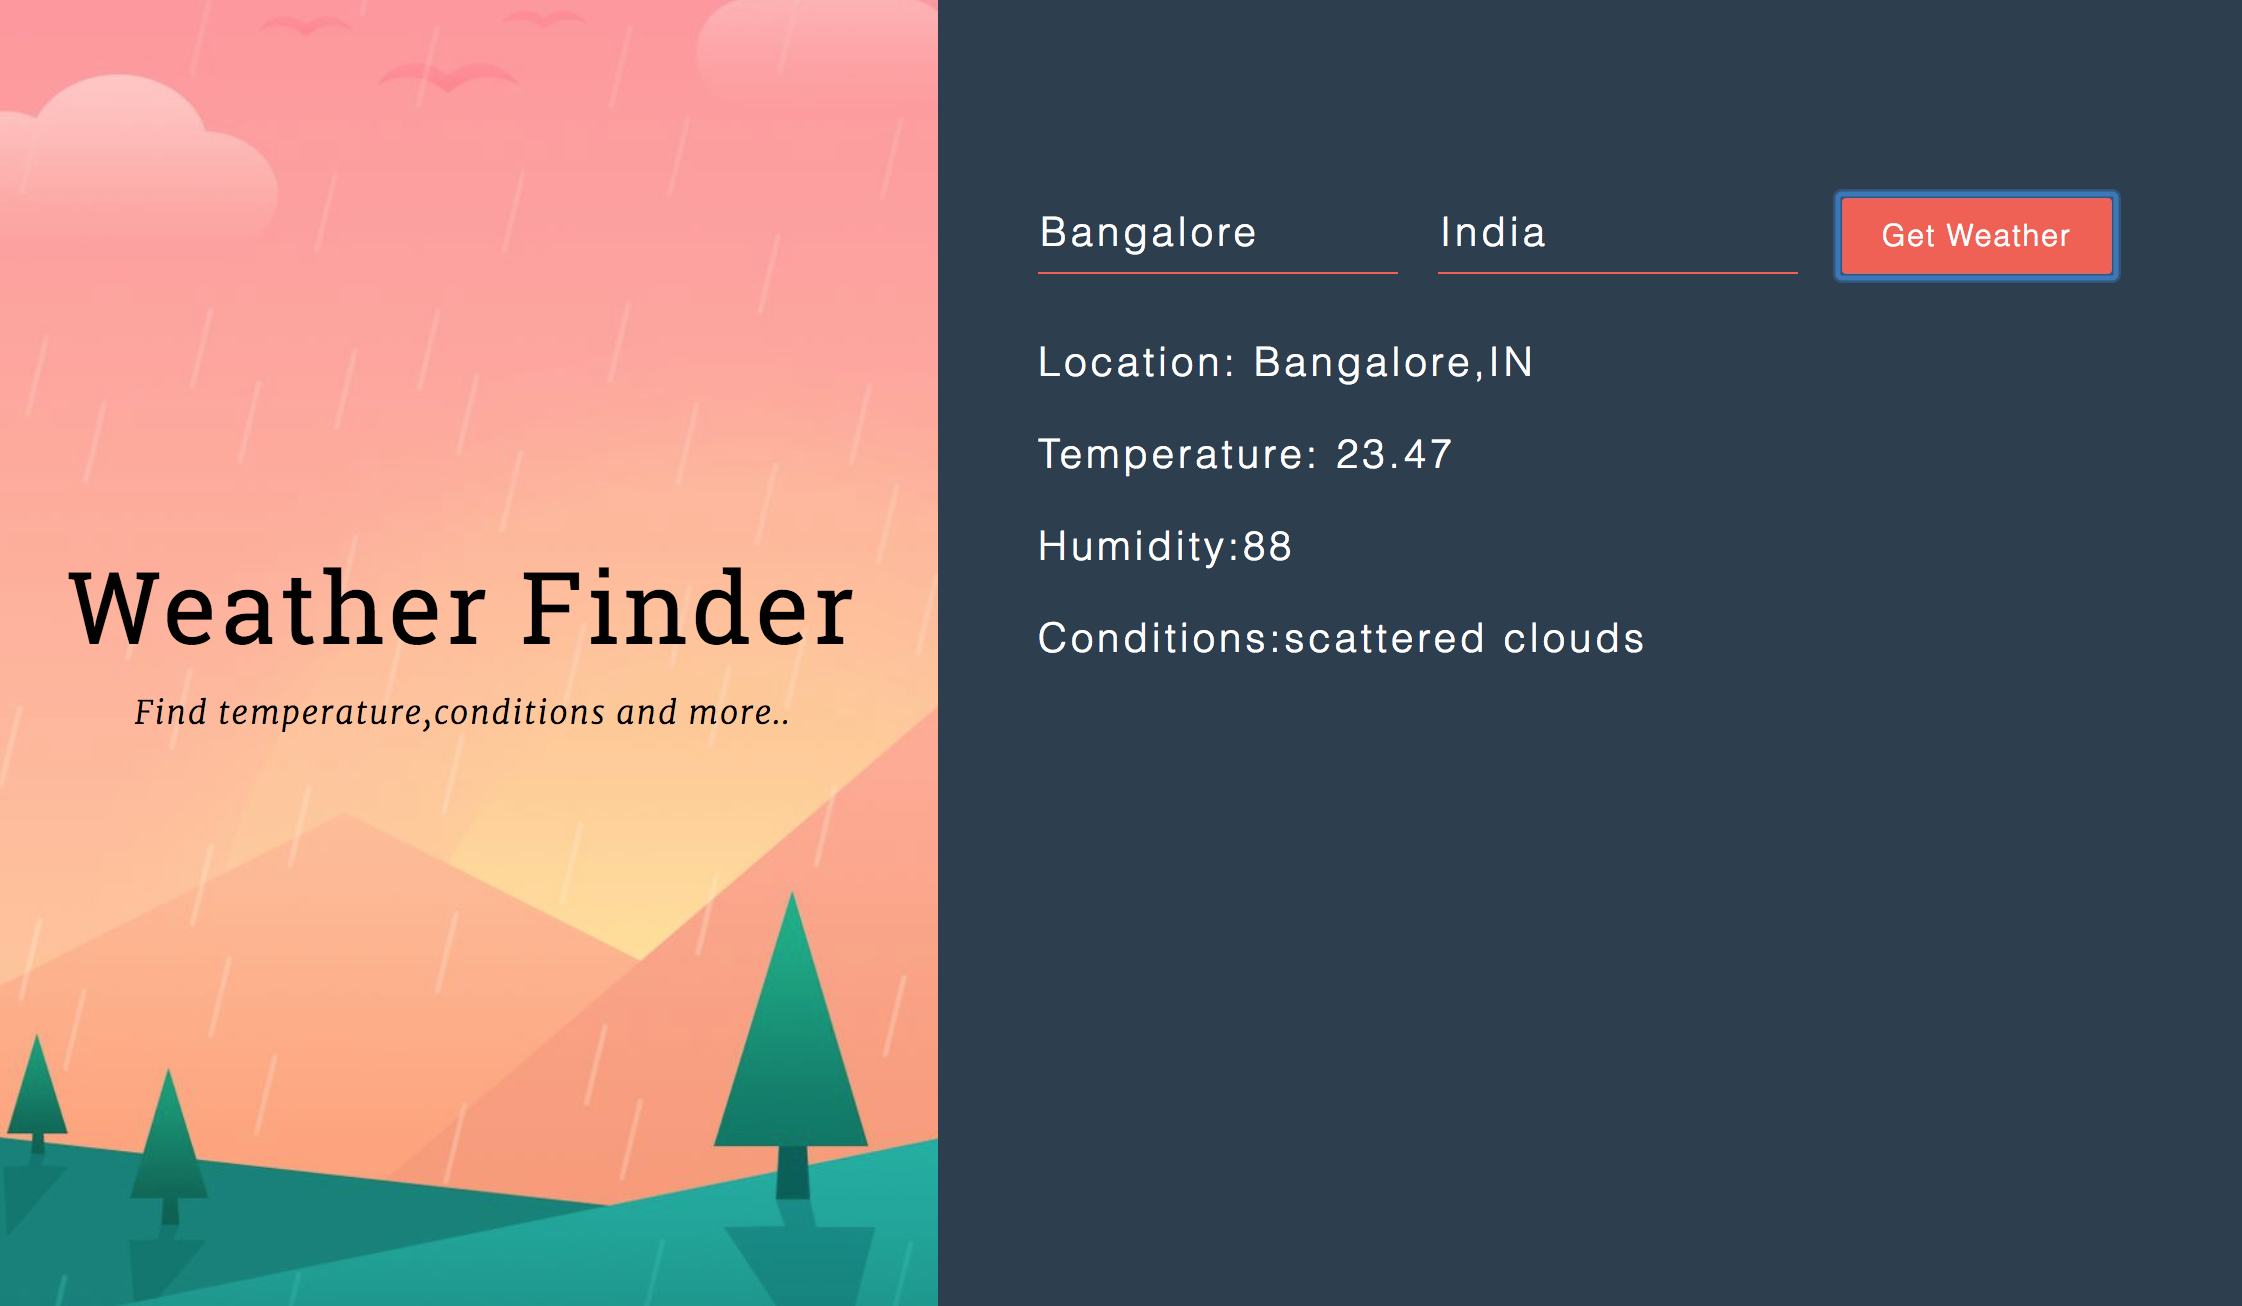 Weather Finder
Find temperature,conditions and more..
Bangalore India Get Weather
Location: Bangalore,IN
Temperature: 23.47
Humidity:88
Conditions:scattered clouds